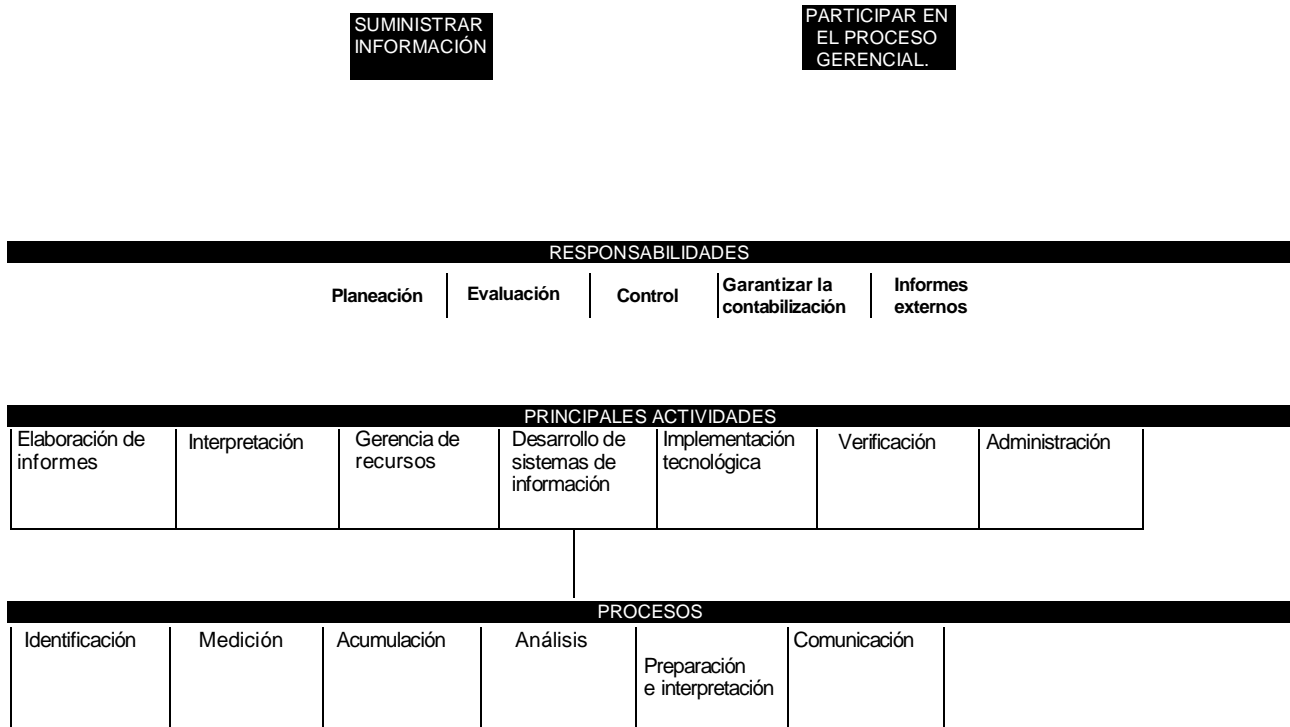 SUMINISTRAR
INFORMACIÓN
PARTICIPAR EN
EL PROCESO
GERENCIAL.
RESPONSABILIDADES
Planeación
Evaluación
Control
Garantizar la
contabilización
Informes
externos
PRINCIPALES ACTIVIDADES
Elaboración de
informes
Interpretación
Gerencia de
recursos
Desarrollo de
sistemas de
información
Implementación
tecnológica
Verificación
Administración
PROCESOS
Identificación
Medición
Acumulación
Análisis
Preparación
e interpretación
Comunicación